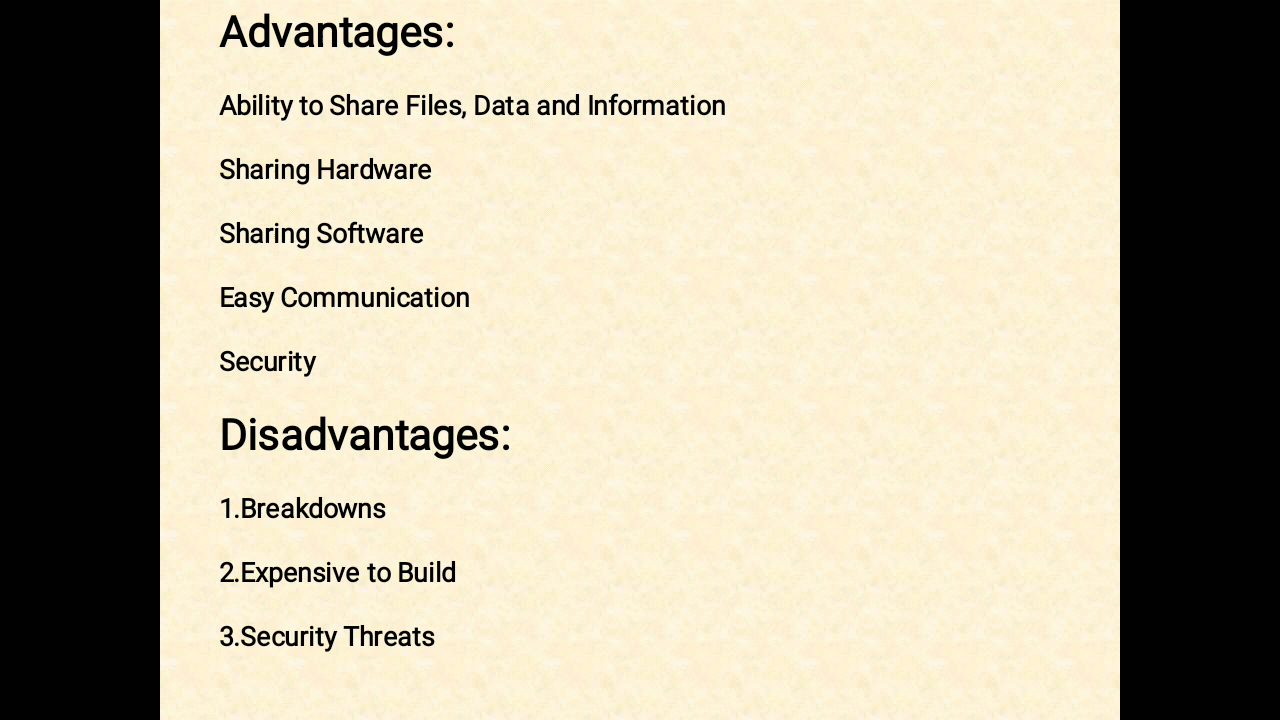 Advantages:
Ability to Share Files, Data and Information
Sharing Hardware
Sharing Software
Easy Communication
Security
Disadvantages:
1.Breakdowns
2.Expensive to Build
3.Security Threats